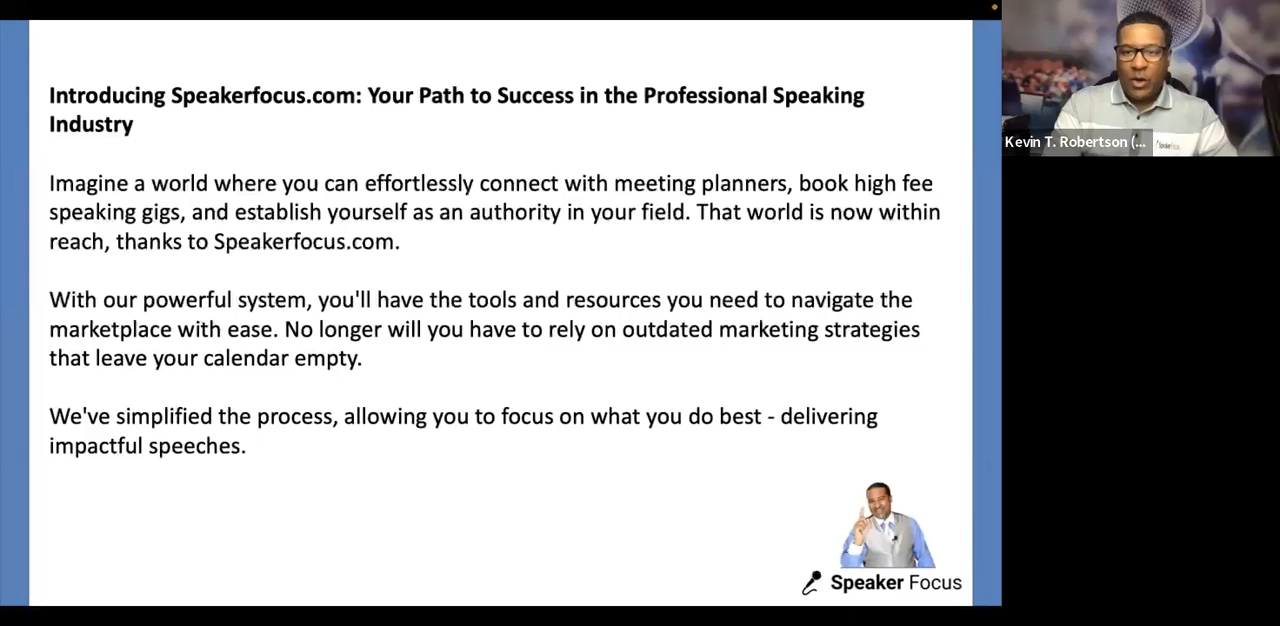 Introducing Speakerfocus.com: Your Path to Success in the Professional Speaking
Industry
Imagine a world where you can effortlessly connect with meeting planners, book high fee
speaking gigs, and establish yourself as an authority in your field. That world is now within
reach, thanks to Speakerfocus.com.
With our powerful system, you'll have the tools and resources you need to navigate the
marketplace with ease. No longer will you have to rely on outdated marketing strategies
that leave your calendar empty.
We've simplified the process, allowing you to focus on what you do best - delivering
impactful speeches.
Speaker Focus
Kevin T. Robertson (...